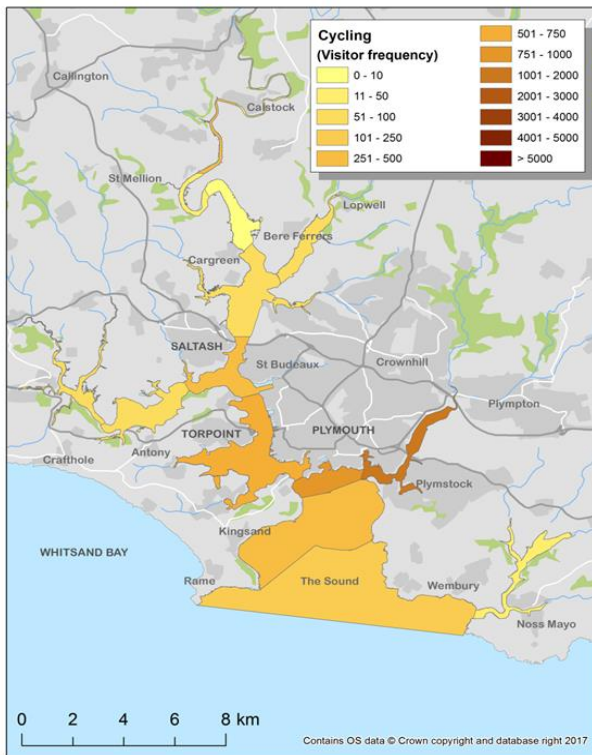 Cycling
(Visitor frequency)
0 - 10
11 - 50
51 - 100
101 - 250
251 - 500
501 - 750
751 - 1000
1001 - 2000
2001 - 3000
3001 - 4000
4001 - 5000
> 5000
Callington
Calstock
St Mellion
Lopwell
Bere Ferrers
Cargreen
SALTASH
St Budeaux
Crownhill
Plympton
TORPOINT
PLYMOUTH
Crafthole
Antony
Plymstock
Kingsand
WHITSAND BAY
Rame
The Sound
Wembury
Noss Mayo
0 2 4 8 km
Contains OS data © Crown copyright and database right 2017